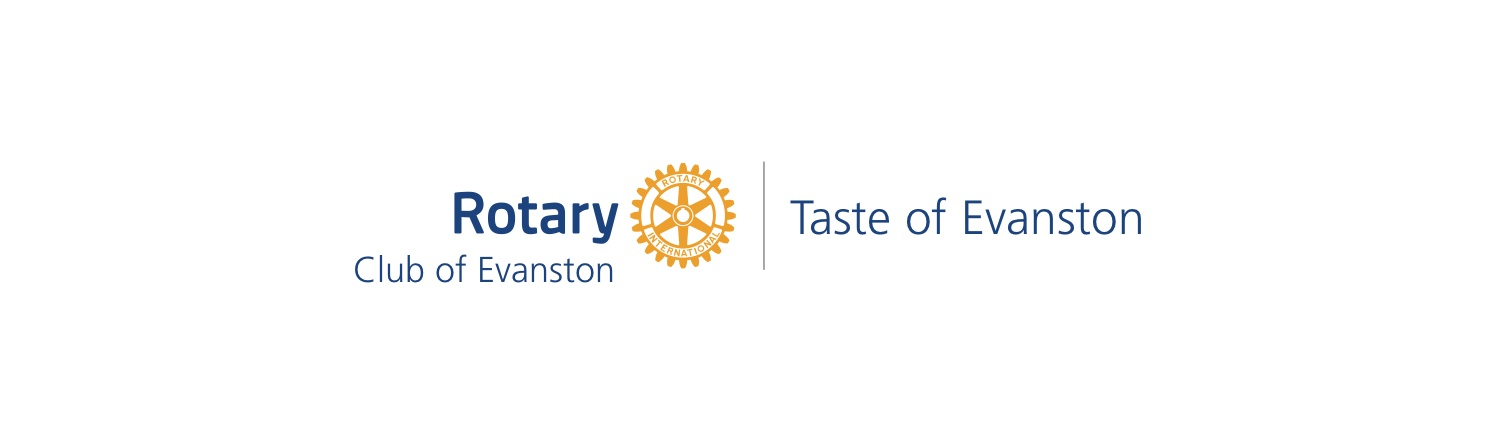 Rotary
Club of Evanston
ROTARY
INTERNATIONAL
Taste of Evanston